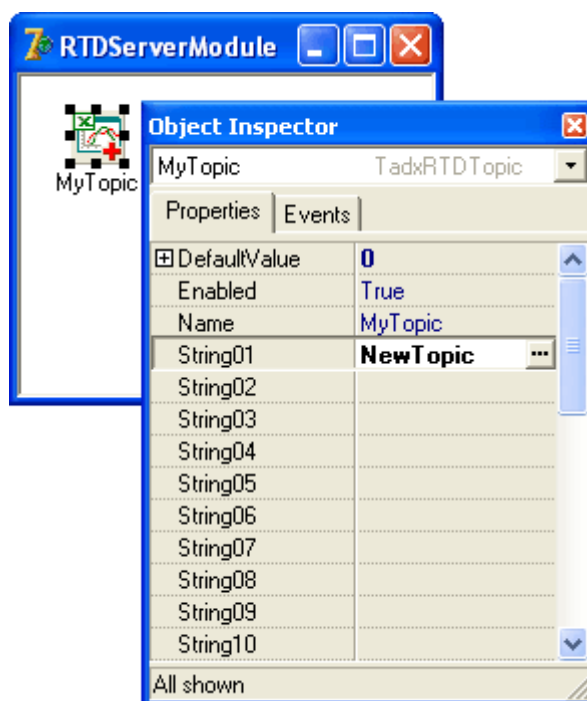 RTDServerModule
MyTopic
Object Inspector
MyTopic TadxRTDTopic
Properties Events
DefaultValue 0
Enabled True
Name MyTopic
String01 NewTopic ...
String02
String03
String04
String05
String06
String07
String08
String09
String10
All shown